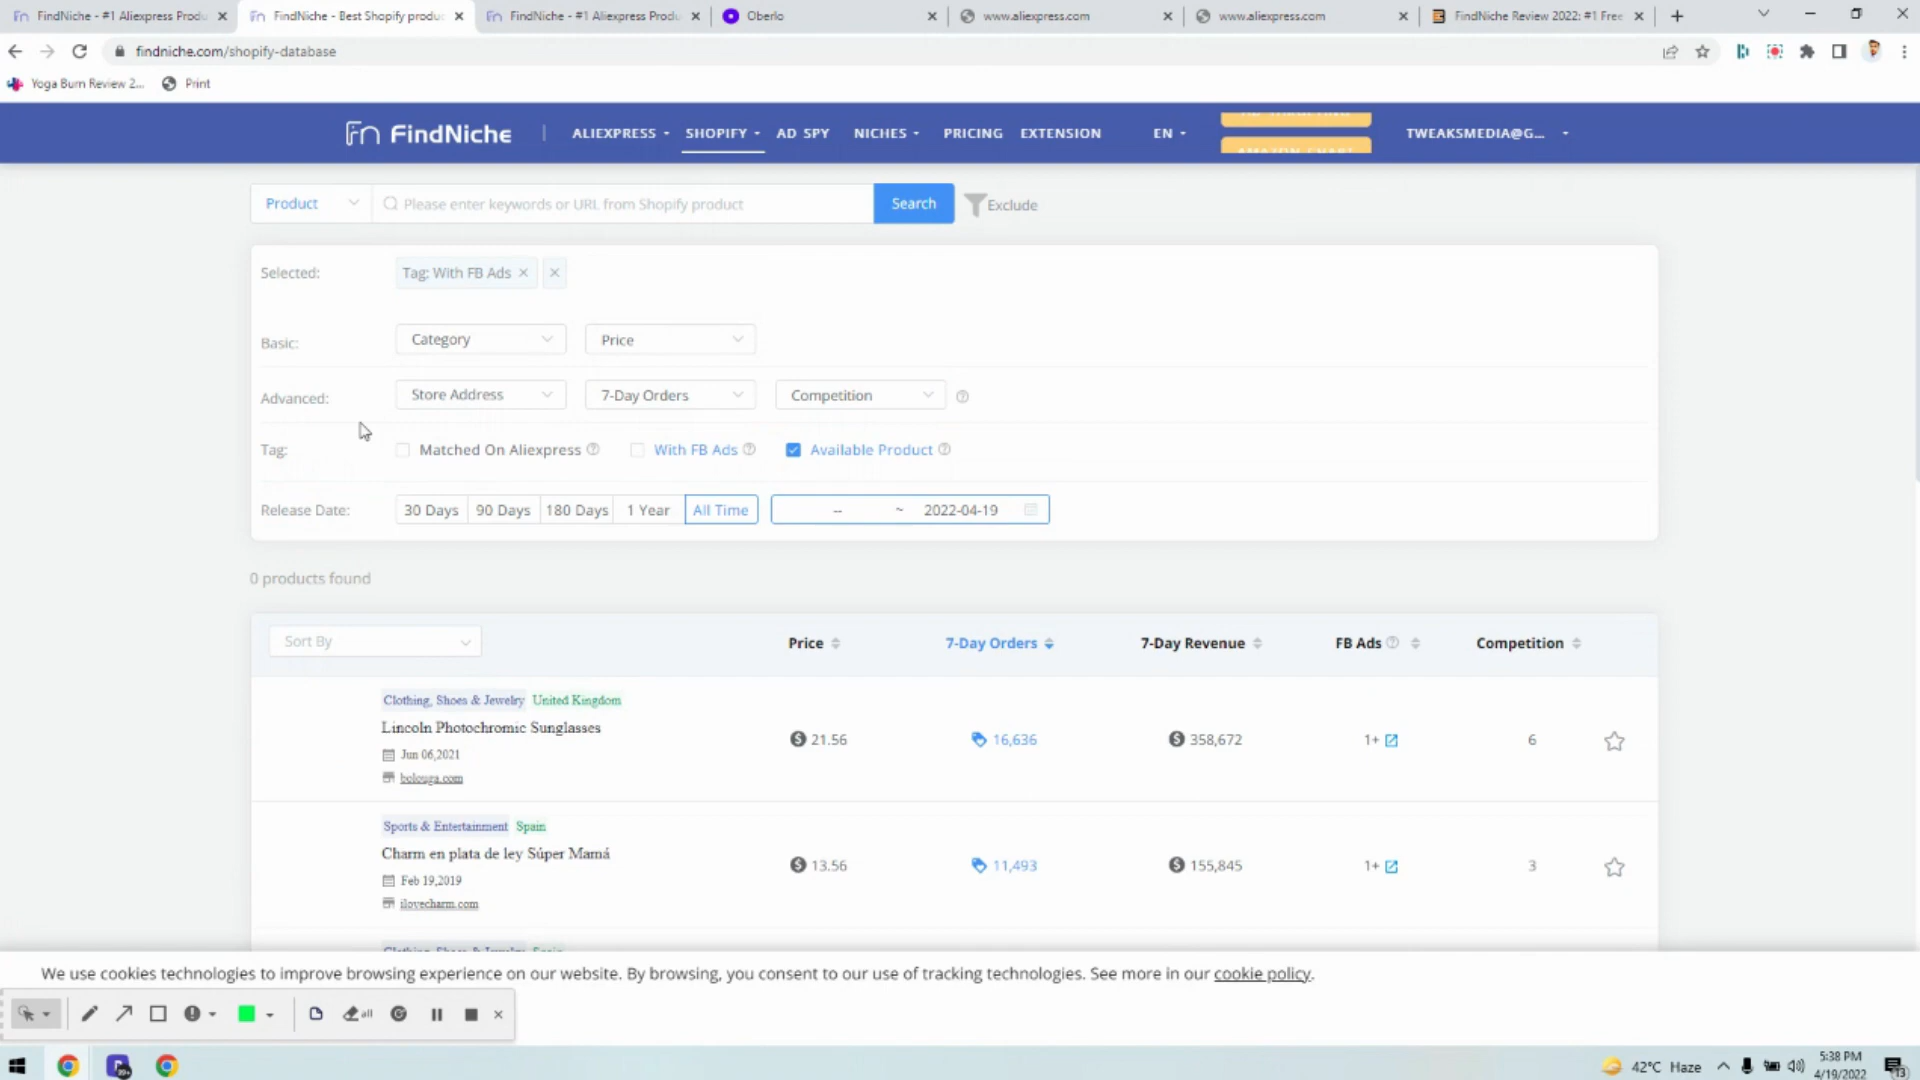 FindNiche - #1 Aliexpress Produ
FindNiche - Best Shopify produc
FindNiche - #1 Aliexpress Produ
Oberlo
www.aliexpress.com
www.aliexpress.com
FindNiche Review 2022: #1 Free
findniche.com/shopify-database
Yoga Burn Review 2...
Print
FindNiche
ALIEXPRESS
SHOPIFY
AD SPY
NICHES
PRICING
EXTENSION
EN
TWEAKSMEDIA@G...
Product
Please enter keywords or URL from Shopify product
Search
Exclude
Selected:
Tag: With FB Ads
Basic:
Category
Price
Advanced:
Store Address
7-Day Orders
Competition
Tag:
Matched On Aliexpress
With FB Ads
Available Product
Release Date:
30 Days
90 Days
180 Days
1 Year
All Time
-- ~ 2022-04-19
0 products found
Sort By
Price
7-Day Orders
7-Day Revenue
FB Ads
Competition
Clothing, Shoes & Jewelry United Kingdom
Lincoln Photochromic Sunglasses
Jun 06,2021
bolouga.com
21.56
16,636
358,672
1+
6
Sports & Entertainment Spain
Charm en plata de ley Súper Mamá
Feb 19,2019
ilovecharm.com
13.56
11,493
155,845
1+
3
We use cookies technologies to improve browsing experience on our website. By browsing, you consent to our use of tracking technologies. See more in our cookie policy.
all
42°C Haze
5:38 PM
4/19/2022